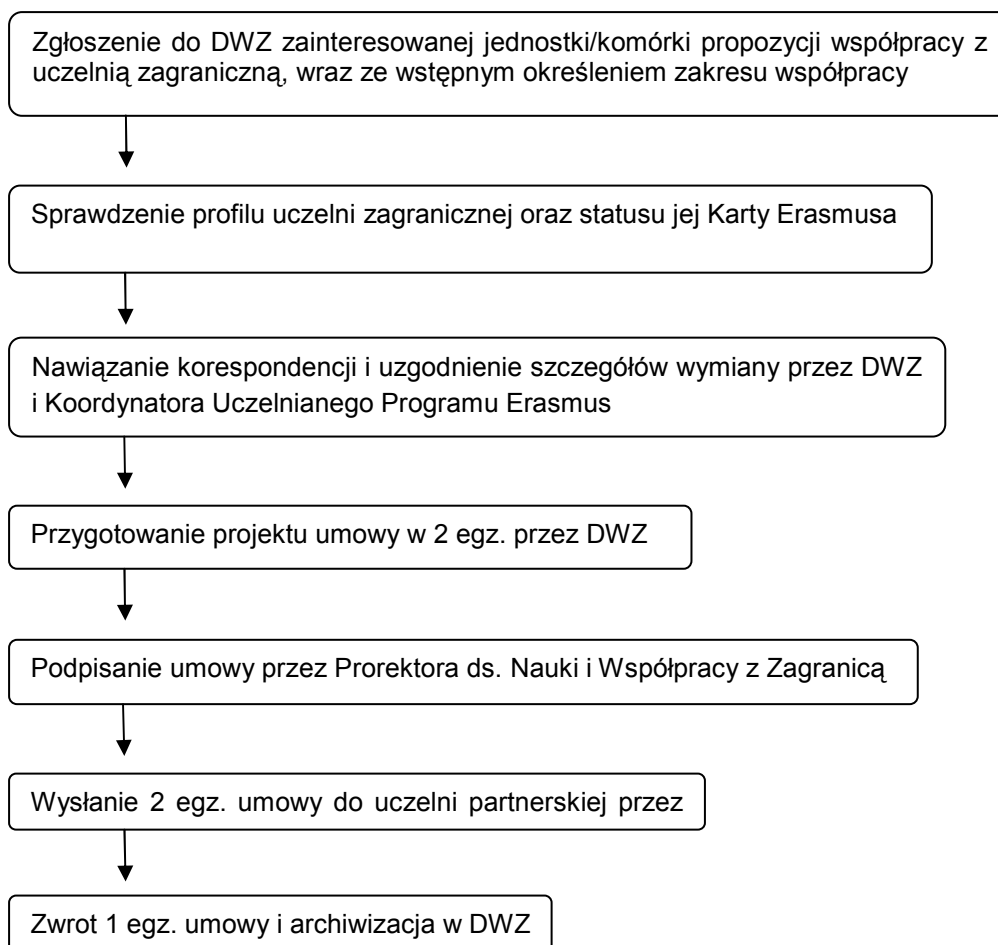 Zgłoszenie do DWZ zainteresowanej jednostki/komórki propozycji współpracy z
uczelnią zagraniczną, wraz ze wstępnym określeniem zakresu współpracy
Sprawdzenie profilu uczelni zagranicznej oraz statusu jej Karty Erasmusa
Nawiązanie korespondencji i uzgodnienie szczegółów wymiany przez DWZ
i Koordynatora Uczelnianego Programu Erasmus
Przygotowanie projektu umowy w 2 egz. przez DWZ
Podpisanie umowy przez Prorektora ds. Nauki i Współpracy z Zagranicą
Wysłanie 2 egz. umowy do uczelni partnerskiej przez
Zwrot 1 egz. umowy i archiwizacja w DWZ